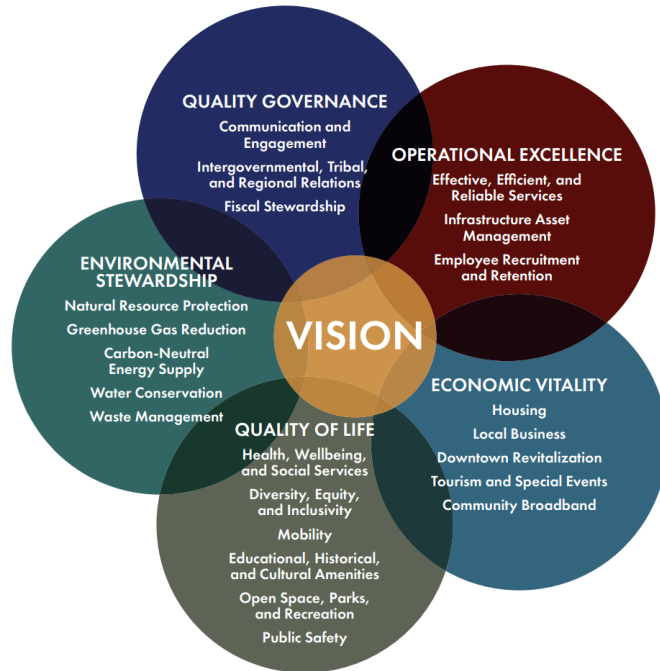 QUALITY GOVERNANCE
Communication and
Engagement
Intergovernmental, Tribal,
and Regional Relations
Fiscal Stewardship
OPERATIONAL EXCELLENCE
Effective, Efficient, and
Reliable Services
Infrastructure Asset
Management
Employee Recruitment
and Retention
ENVIRONMENTAL
STEWARDSHIP
Natural Resource Protection
Greenhouse Gas Reduction
Carbon-Neutral
Energy Supply
Water Conservation
Waste Management
VISION
ECONOMIC VITALITY
Housing
Local Business
Downtown Revitalization
Tourism and Special Events
Community Broadband
QUALITY OF LIFE
Health, Wellbeing,
and Social Services
Diversity, Equity,
and Inclusivity
Mobility
Educational, Historical,
and Cultural Amenities
Open Space, Parks,
and Recreation
Public Safety